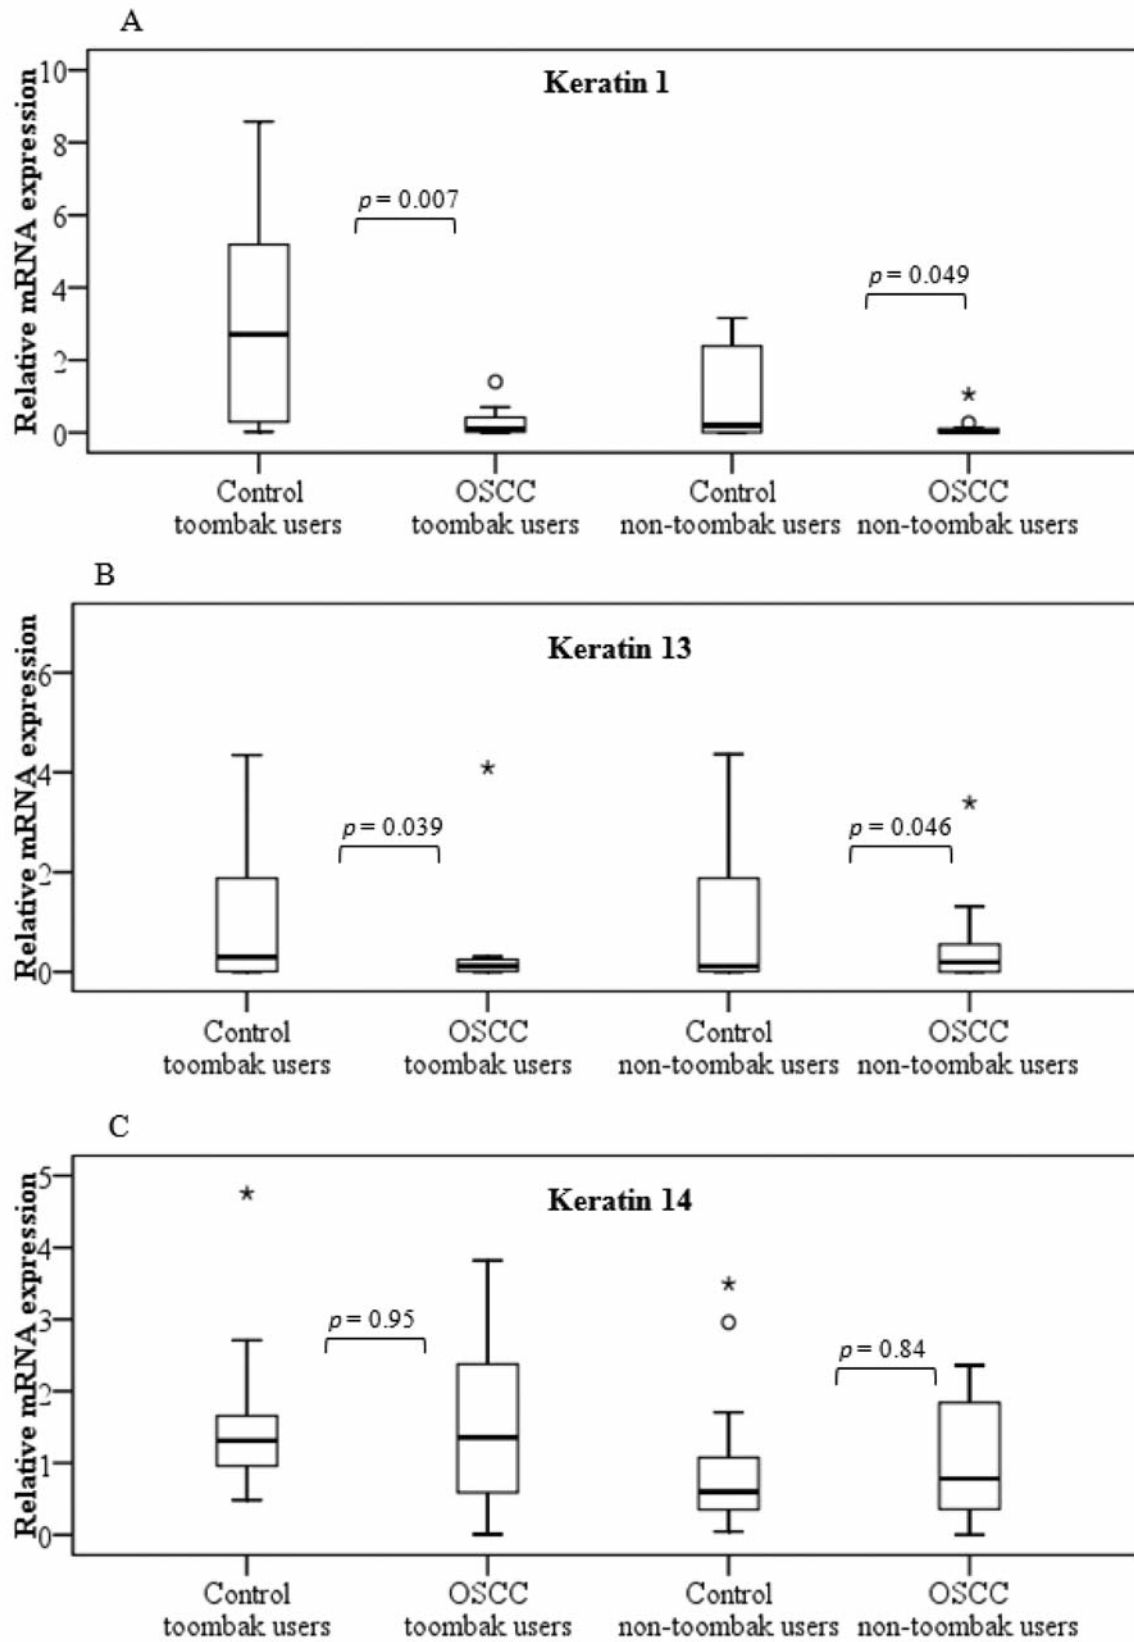 A
Keratin 1
Relative mRNA expression
10
8
6
4
2
0
p = 0.007
p = 0.049
Control
toombak users
OSCC
toombak users
Control
non-toombak users
OSCC
non-toombak users
B
Keratin 13
Relative mRNA expression
6
4
2
0
p = 0.039
p = 0.046
Control
toombak users
OSCC
toombak users
Control
non-toombak users
OSCC
non-toombak users
C
Keratin 14
Relative mRNA expression
5
4
3
2
1
0
p = 0.95
p = 0.84
Control
toombak users
OSCC
toombak users
Control
non-toombak users
OSCC
non-toombak users